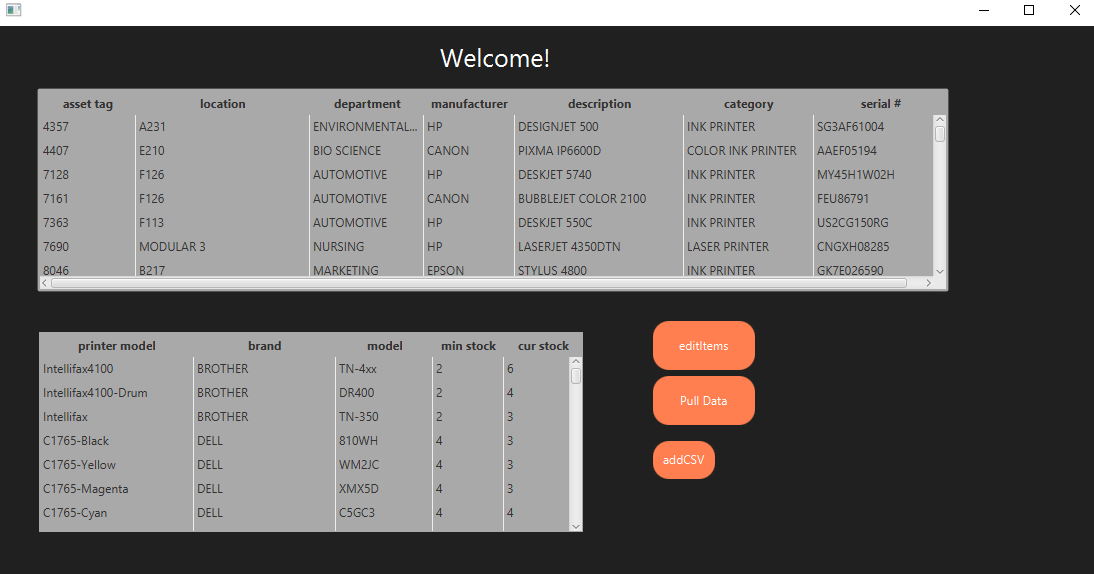 Welcome!
asset tag location department manufacturer description category serial #
4357 A231 ENVIRONMENTAL... HP DESIGNJET 500 INK PRINTER SG3AF61004
4407 E210 BIO SCIENCE CANON PIXMA IP6600D COLOR INK PRINTER AAEF05194
7128 F126 AUTOMOTIVE HP DESKJET 5740 INK PRINTER MY45H1W02H
7161 F126 AUTOMOTIVE CANON BUBBLEJET COLOR 2100 INK PRINTER FEU86791
7363 F113 AUTOMOTIVE HP DESKJET 550C INK PRINTER US2CG150RG
7690 MODULAR 3 NURSING HP LASERJET 4350DTN LASER PRINTER CNGXH08285
8046 B217 MARKETING EPSON STYLUS 4800 INK PRINTER GK7E026590
printer model brand model min stock cur stock
Intellifax4100 BROTHER TN-4xx 2 6
Intellifax4100-Drum BROTHER DR400 2 4
Intellifax BROTHER TN-350 2 3
C1765-Black DELL 810WH 4 3
C1765-Yellow DELL WM2JC 4 3
C1765-Magenta DELL XMX5D 4 3
C1765-Cyan DELL C5GC3 4 4
editItems
Pull Data
addCSV